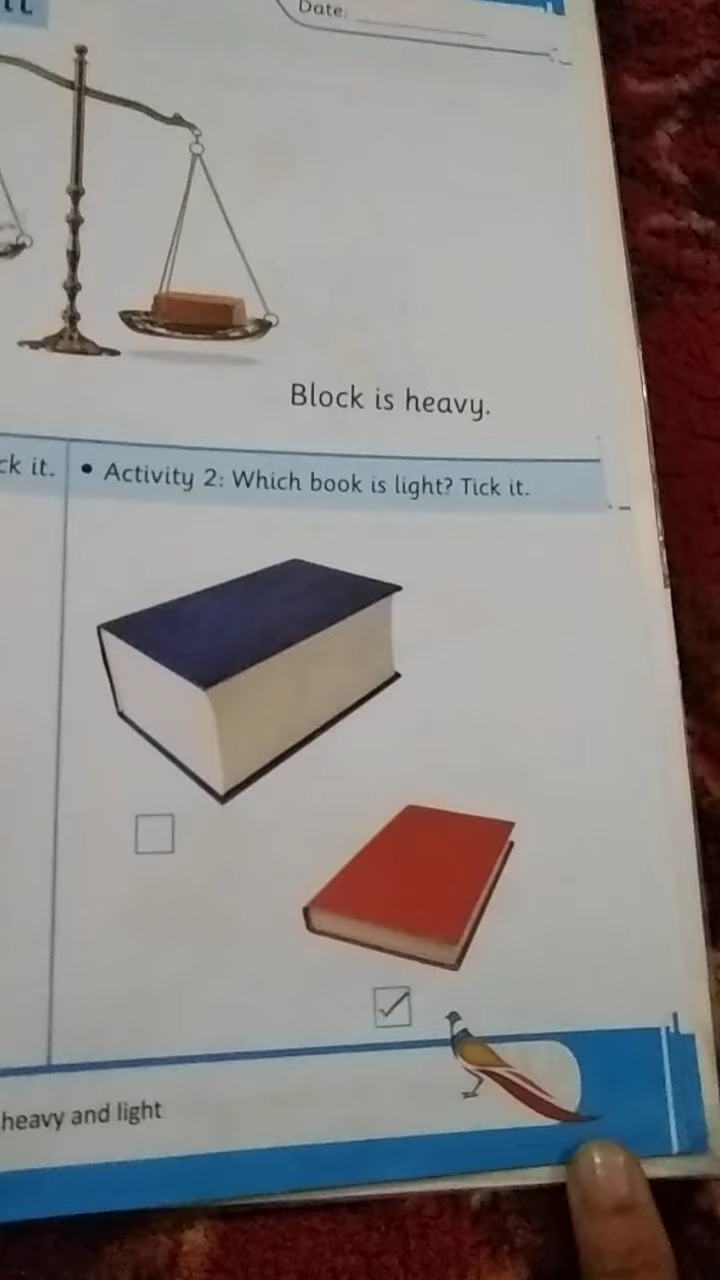 Date:
Block is heavy.
ck it.
• Activity 2: Which book is light? Tick it.
heavy and light